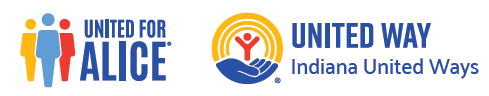 UNITED FOR
ALICE®
UNITED WAY
Indiana United Ways
®